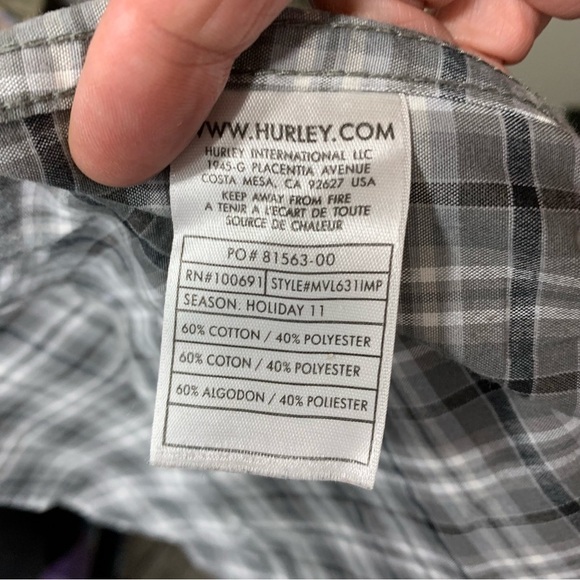 WWW.HURLEY.COM
HURLEY INTERNATIONAL LLC
1945-G PLACENTIA AVENUE
COSTA MESA, CA 92627 USA
KEEP AWAY FROM FIRE
A TENIR A L'ECART DE TOUTE
SOURCE DE CHALEUR
PO# 81563-00
RN#100691 STYLE#MVL631IMP
SEASON. HOLIDAY 11
60% COTTON / 40% POLYESTER
60% COTON / 40% POLYESTER
60% ALGODON / 40% POLIESTER